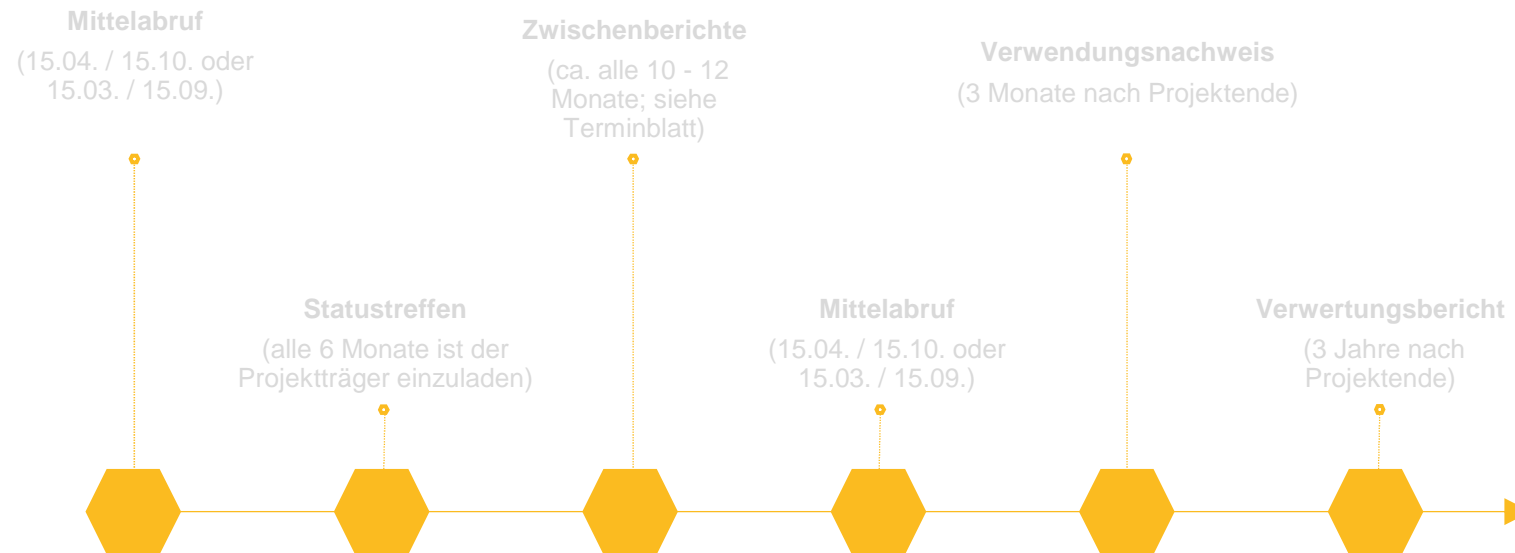 Mittelabruf
(15.04. / 15.10. oder
15.03. / 15.09.)
Statustreffen
(alle 6 Monate ist der
Projektträger einzuladen)
Zwischenberichte
(ca. alle 10 - 12
Monate; siehe
Terminblatt)
Mittelabruf
(15.04. / 15.10. oder
15.03. / 15.09.)
Verwendungsnachweis
(3 Monate nach Projektende)
Verwertungsbericht
(3 Jahre nach
Projektende)